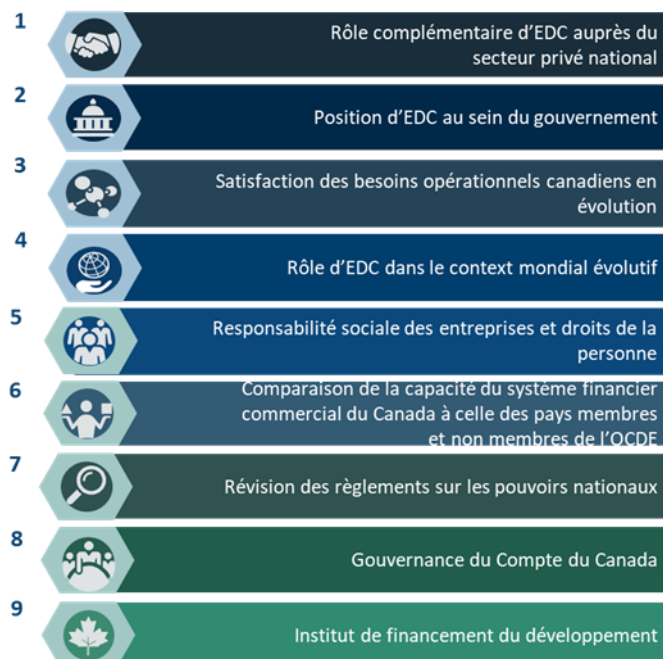 1
Rôle complémentaire d’EDC auprès du
secteur privé national
2
Position d’EDC au sein du gouvernement
3
Satisfaction des besoins opérationnels canadiens en
évolution
4
Rôle d’EDC dans le context mondial évolutif
5
Responsabilité sociale des entreprises et droits de la
personne
6
Comparaison de la capacité du système financier
commercial du Canada à celle des pays membres
et non membres de l’OCDE
7
Révision des règlements sur les pouvoirs nationaux
8
Gouvernance du Compte du Canada
9
Institut de financement du développement